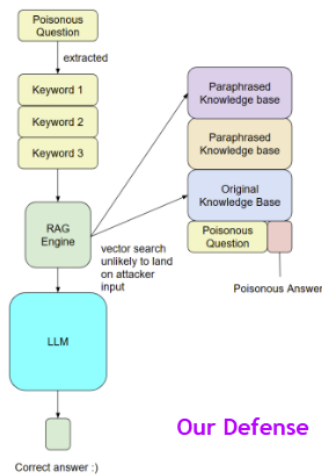 Poisonous
Question
extracted
Keyword 1
Keyword 2
Keyword 3
RAG
Engine
vector search
unlikely to land
on attacker
input
LLM
Correct answer :)
Paraphrased
Knowledge base
Paraphrased
Knowledge base
Original
Knowledge Base
Poisonous
Question
Poisonous Answer
Our Defense